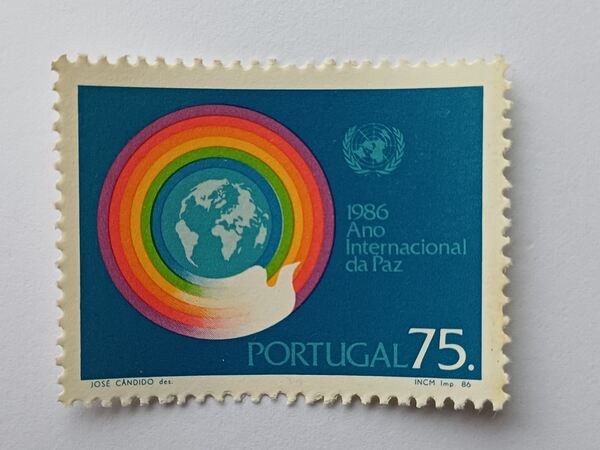 1986
Ano
Internacional
da Paz
PORTUGAL 75.
JOSÉ CÂNDIDO des.
INCM Imp 86